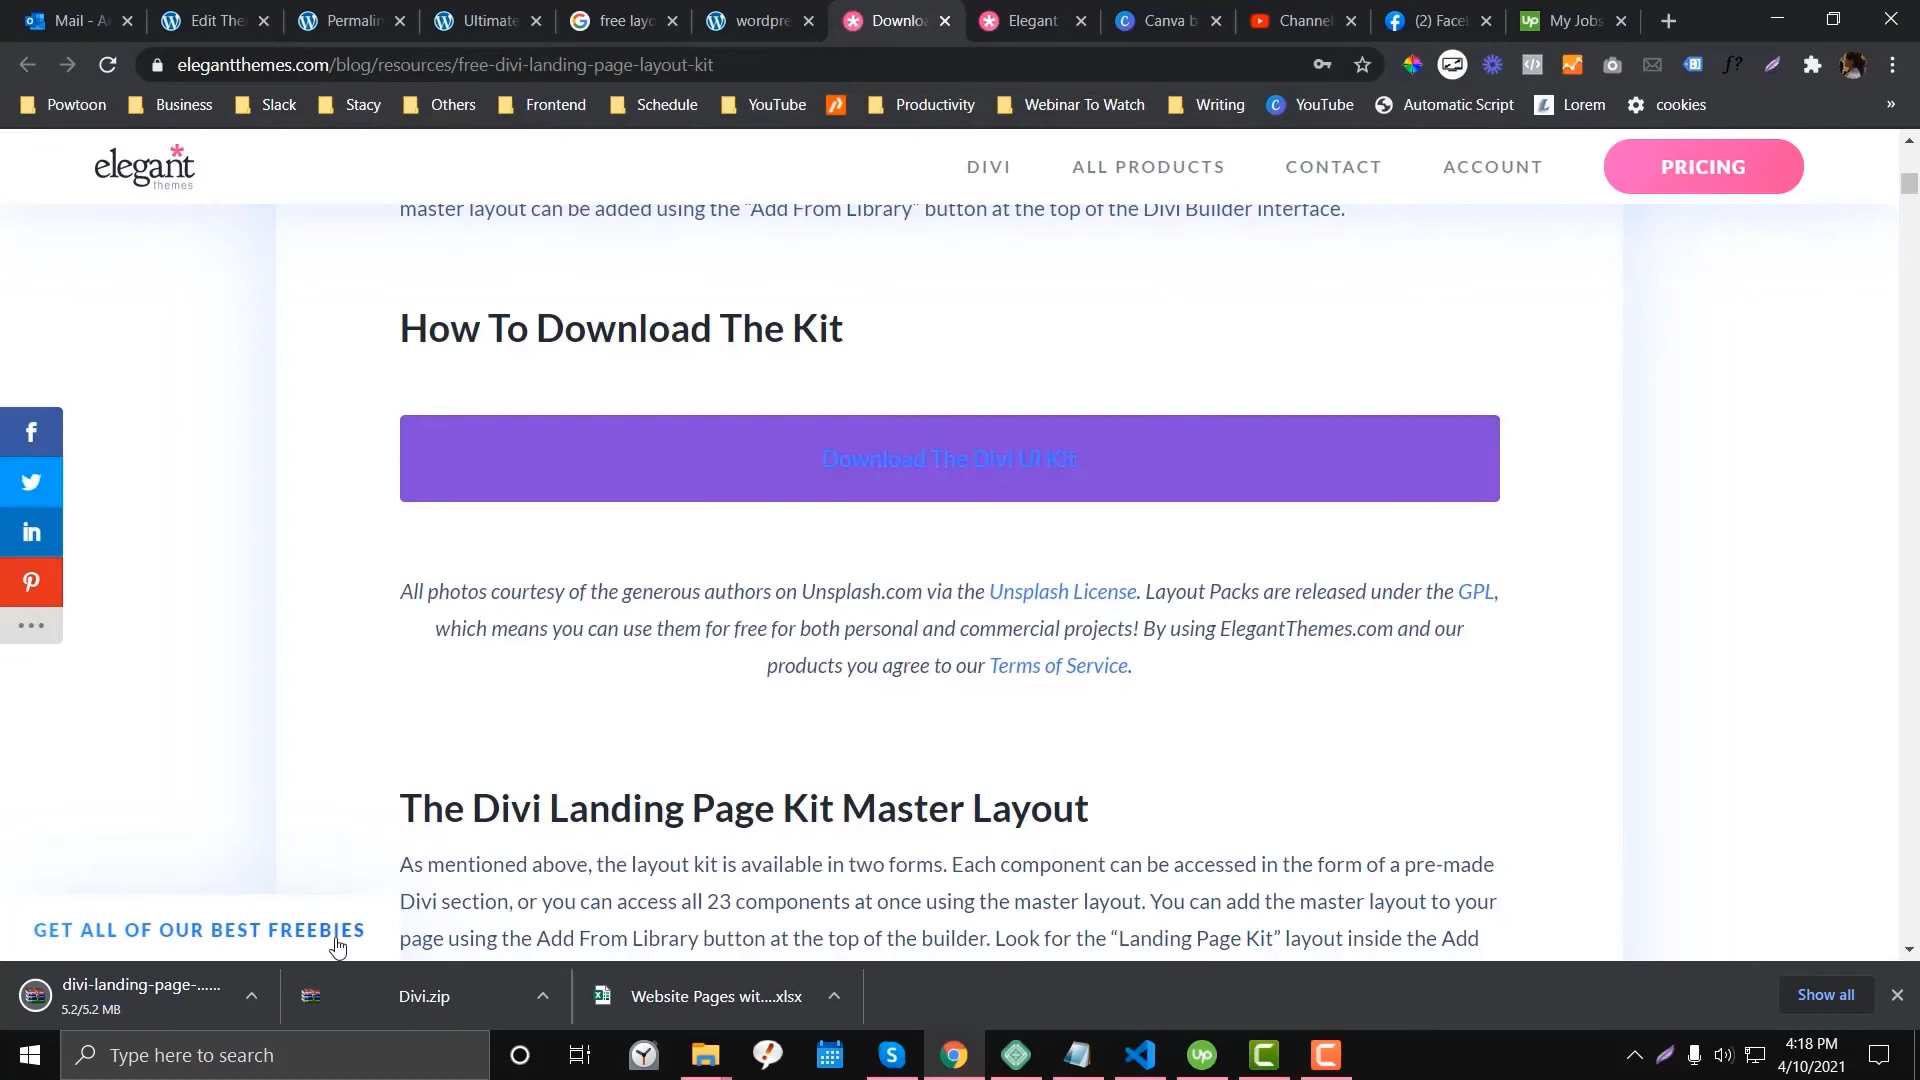 Mail - A
Edit The
Permalin
Ultimate
free layo
wordpre
Downlo
Elegant
Canva b
Channel
(2) Face
My Jobs
elegantthemes.com/blog/resources/free-divi-landing-page-layout-kit
Powtoon
Business
Slack
Stacy
Others
Frontend
Schedule
YouTube
Productivity
Webinar To Watch
Writing
YouTube
Automatic Script
Lorem
cookies
elegant
themes
DIVI
ALL PRODUCTS
CONTACT
ACCOUNT
PRICING
master layout can be added using the “Add From Library” button at the top of the Divi Builder interface.
How To Download The Kit
Download The Divi UI Kit
All photos courtesy of the generous authors on Unsplash.com via the Unsplash License. Layout Packs are released under the GPL,
which means you can use them for free for both personal and commercial projects! By using ElegantThemes.com and our
products you agree to our Terms of Service.
The Divi Landing Page Kit Master Layout
As mentioned above, the layout kit is available in two forms. Each component can be accessed in the form of a pre-made
Divi section, or you can access all 23 components at once using the master layout. You can add the master layout to your
page using the Add From Library button at the top of the builder. Look for the “Landing Page Kit” layout inside the Add
GET ALL OF OUR BEST FREEBIES
divi-landing-page-......
5.2/5.2 MB
Divi.zip
Website Pages wit....xlsx
Show all
Type here to search
4:18 PM
4/10/2021